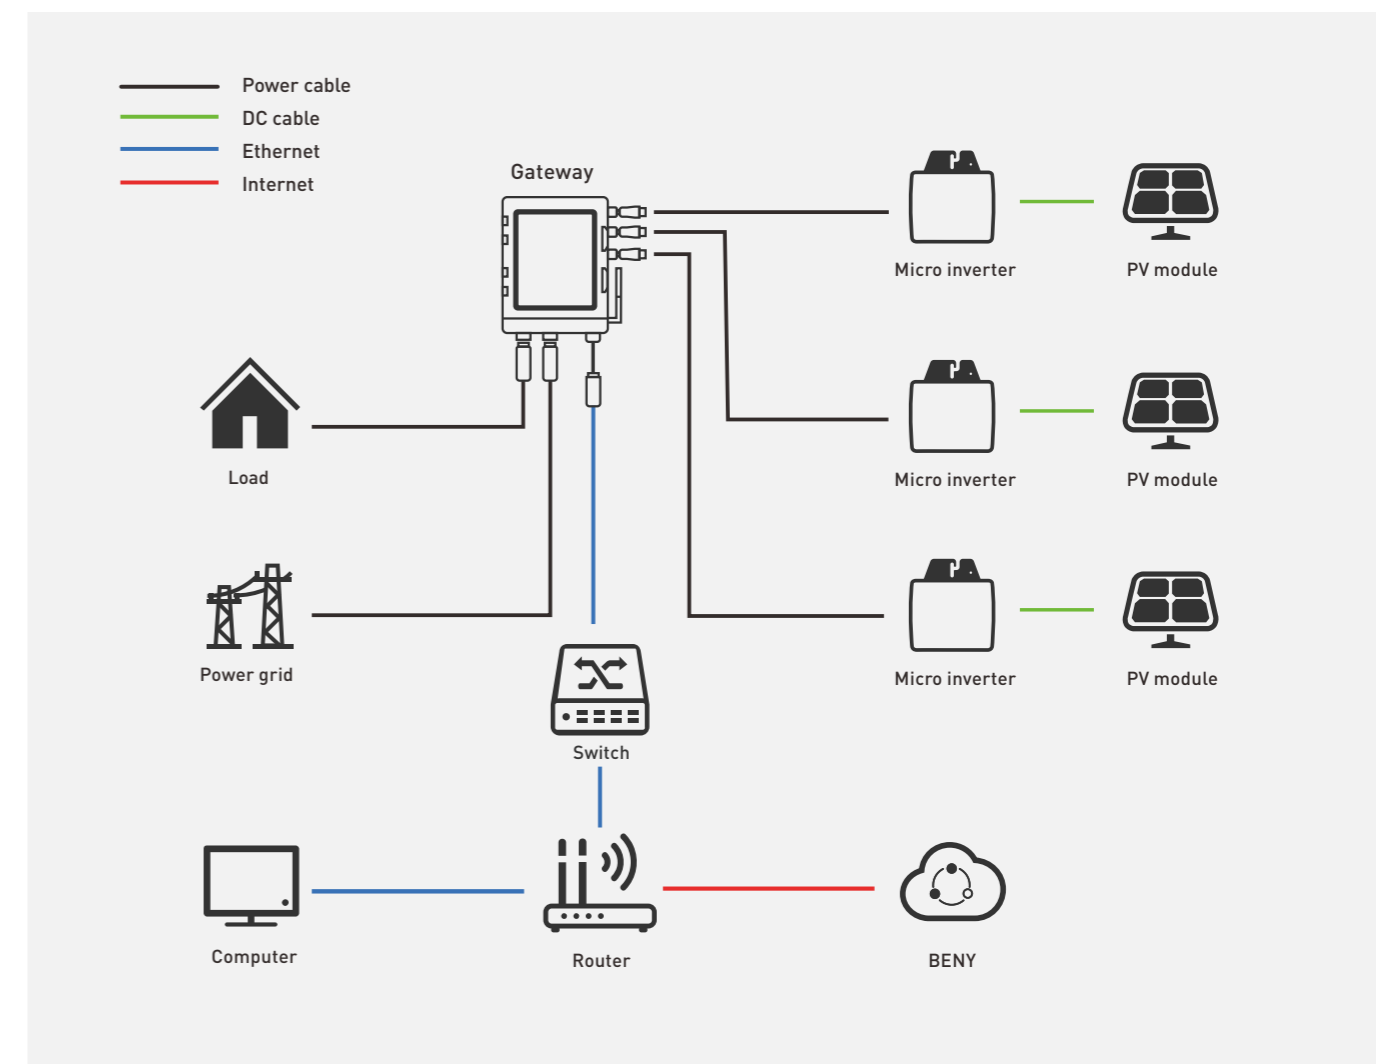 Power cable
DC cable
Ethernet
Internet
Gateway
Micro inverter
PV module
Micro inverter
PV module
Load
Micro inverter
PV module
Power grid
Switch
Computer
Router
BENY